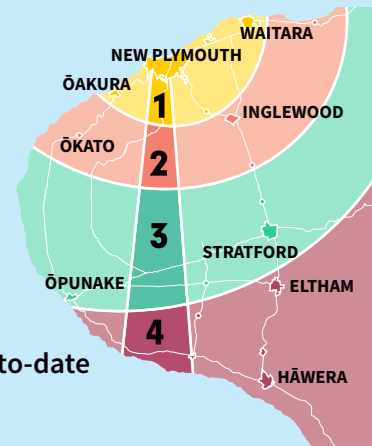 WAITARA
NEW PLYMOUTH
ŌAKURA
1
INGLEWOOD
ŌKATO
2
3
STRATFORD
ŌPUNAKE
ELTHAM
4
to-date
HĀWERA